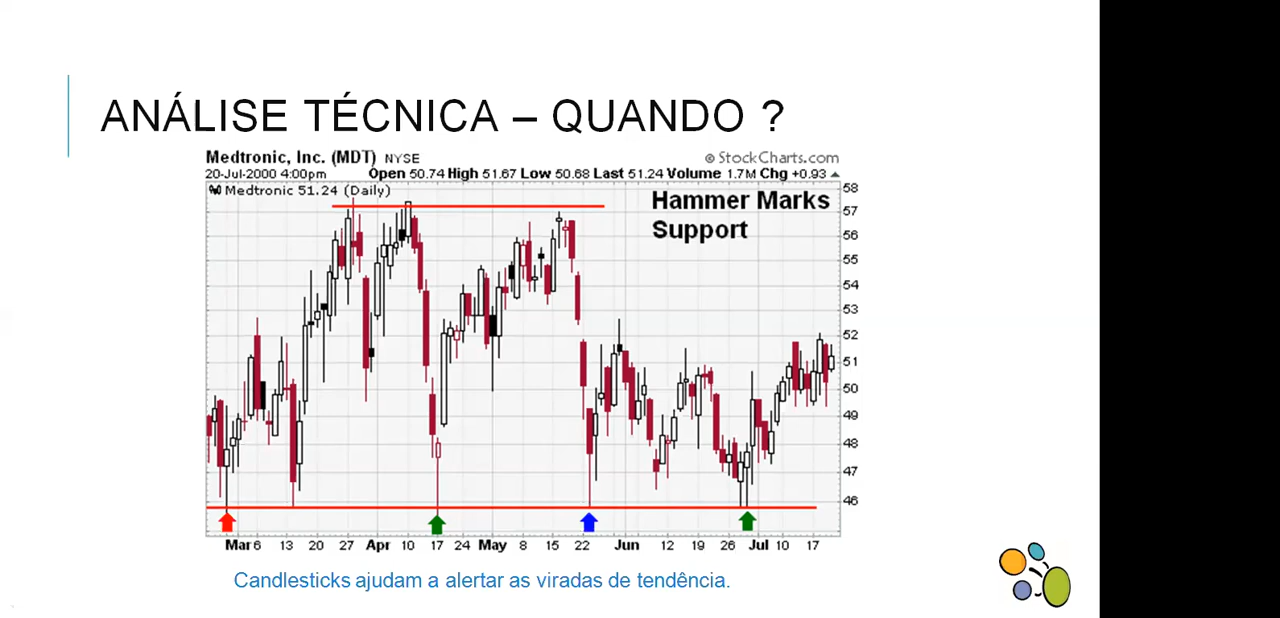 ANÁLISE TÉCNICA – QUANDO ?
Medtronic, Inc. (MDT) NYSE © StockCharts.com
20-Jul-2000 4:00pm Open 50.74 High 51.67 Low 50.68 Last 51.24 Volume 1.7M Chg +0.93
Medtronic 51.24 (Daily)
Hammer Marks
Support
58
57
56
55
54
53
52
51
50
49
48
47
46
Mar 6 13 20 27 Apr 10 17 24 May 8 15 22 Jun 12 19 26 Jul 10 17
Candlesticks ajudam a alertar as viradas de tendência.